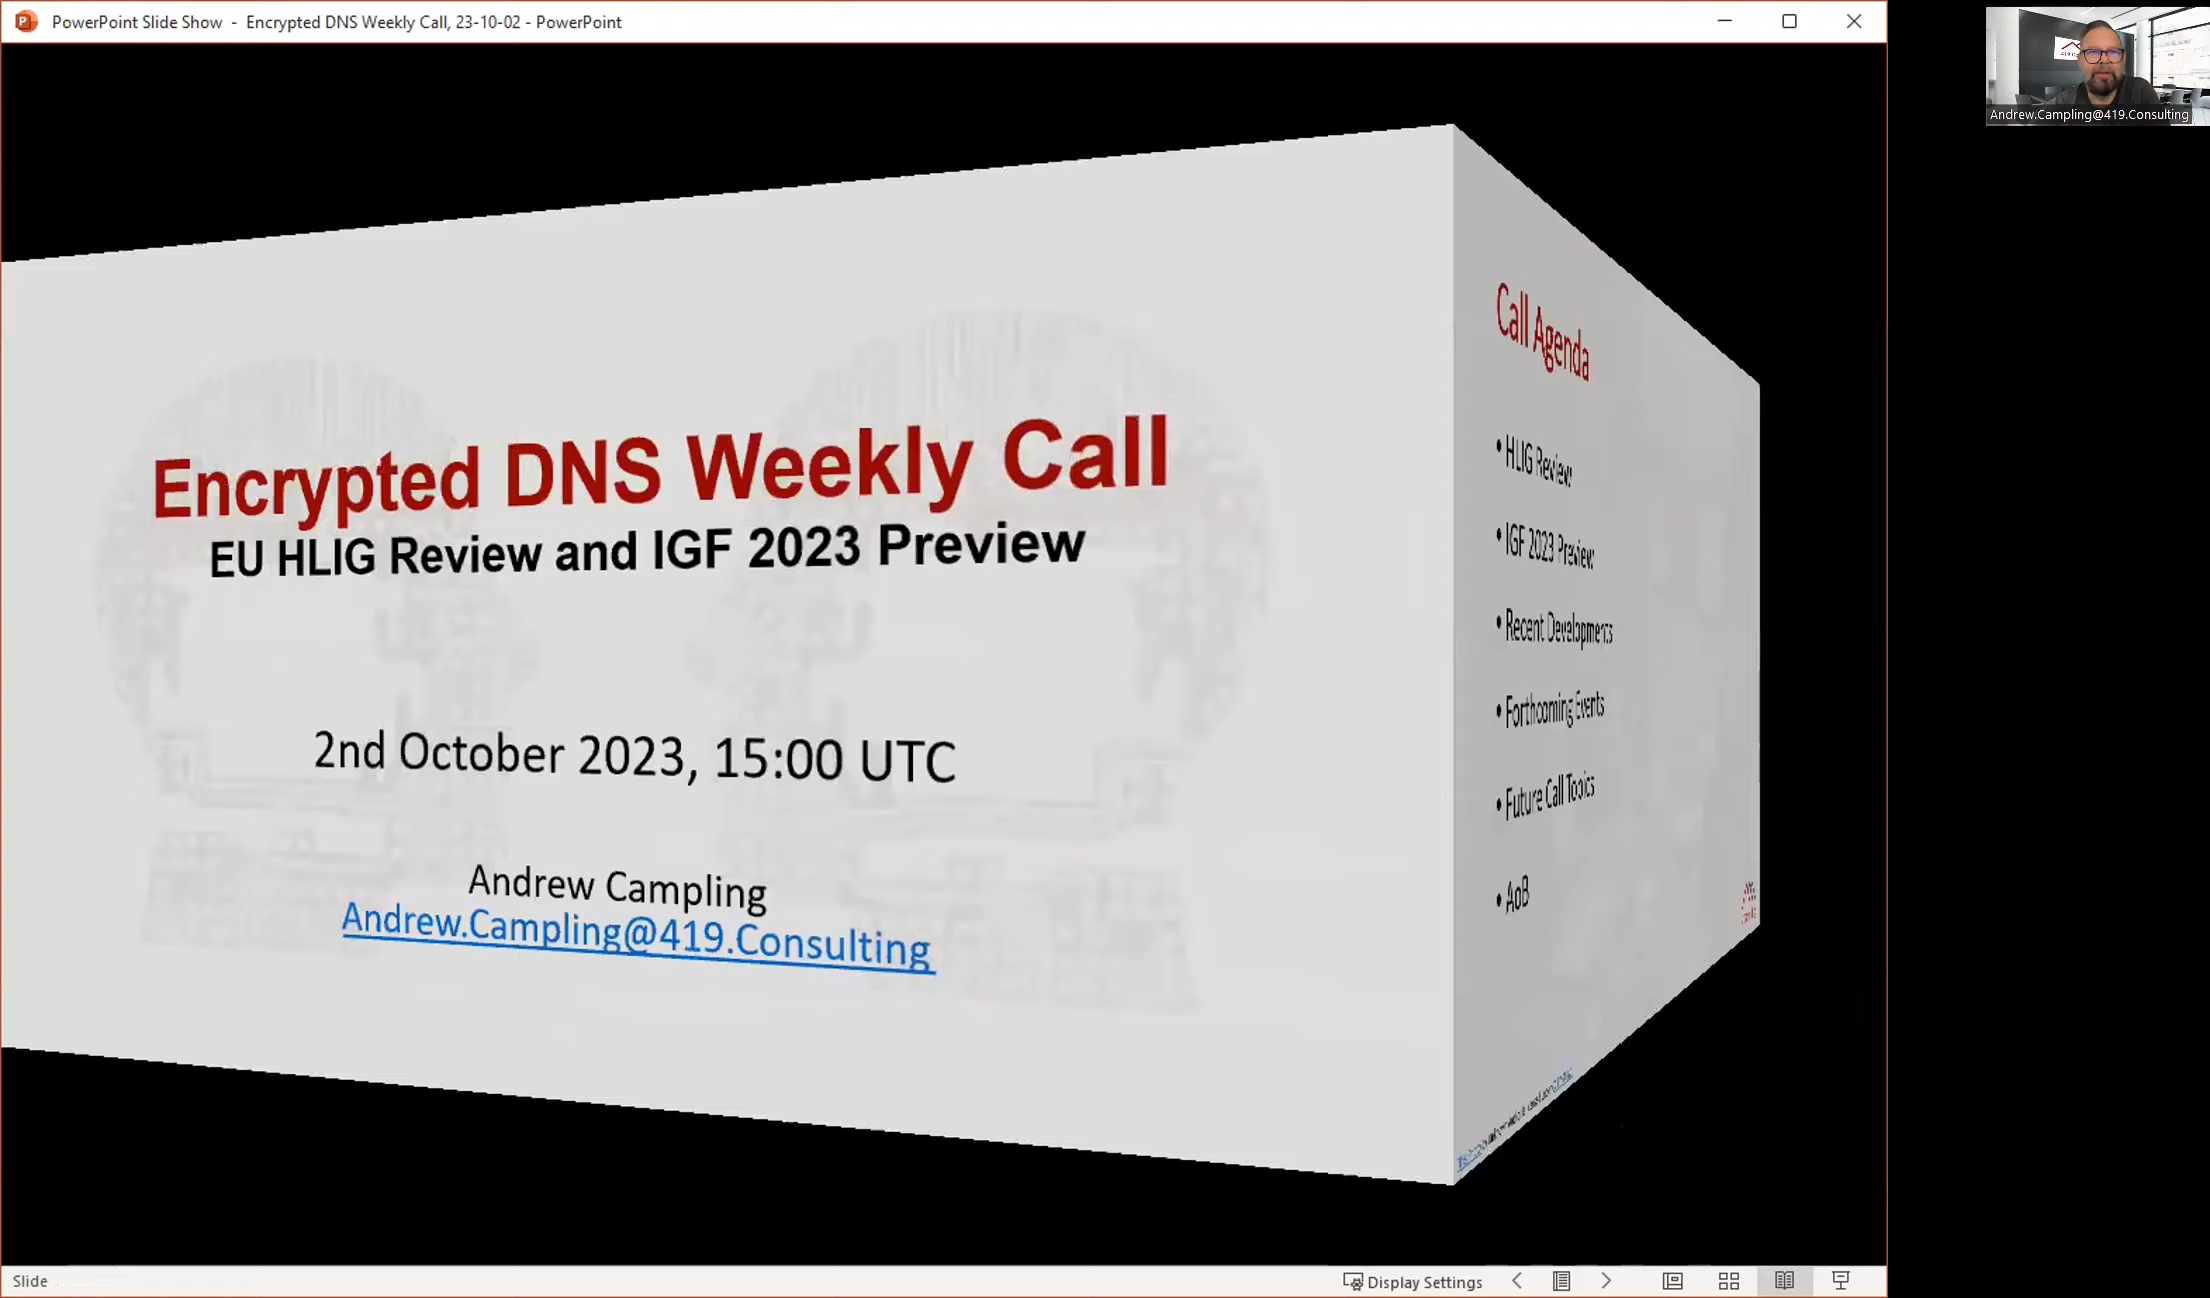 PowerPoint Slide Show - Encrypted DNS Weekly Call, 23-10-02 - PowerPoint
Andrew.Campling@419.Consulting
Encrypted DNS Weekly Call
EU HLIG Review and IGF 2023 Preview
2nd October 2023, 15:00 UTC
Andrew Campling
Andrew.Campling@419.Consulting
Call Agenda
• HLIG Review
• IGF 2023 Preview
• Recent Developments
• Forthcoming Events
• Future Call Topics
• AoB
Slide
Display Settings